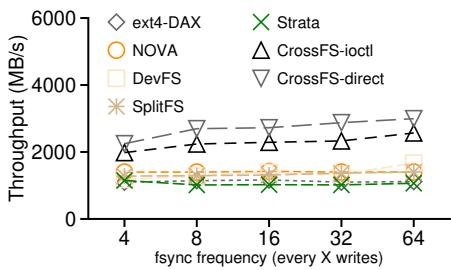 6000
4000
2000
0
Throughput (MB/s)
ext4-DAX
NOVA
DevFS
SplitFS
Strata
CrossFS-ioctl
CrossFS-direct
4 8 16 32 64
fsync frequency (every X writes)